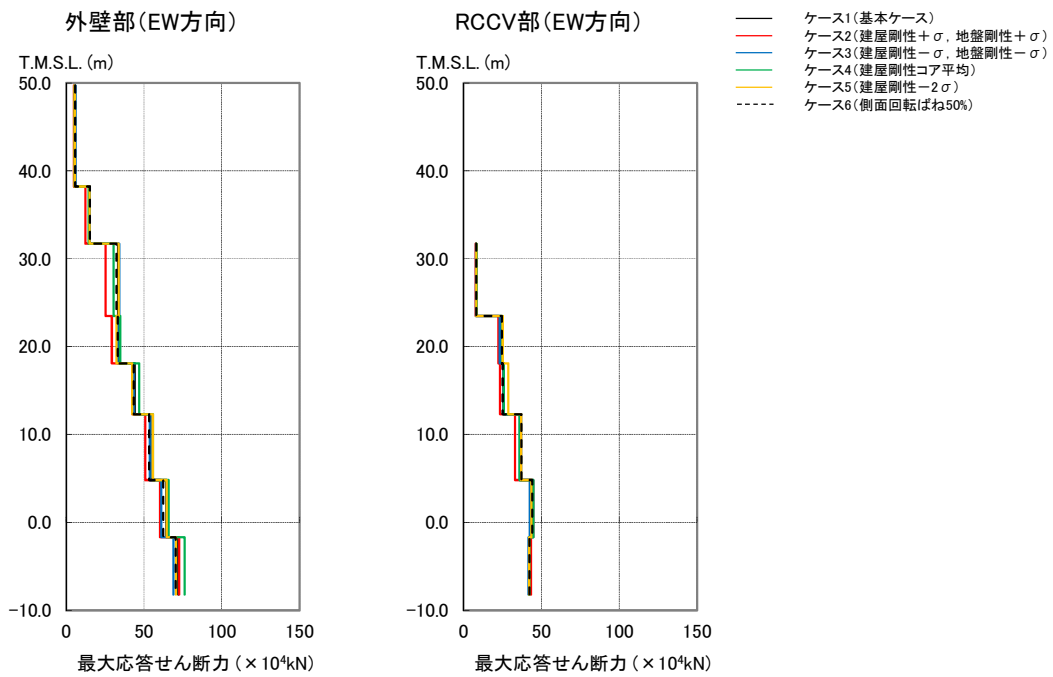 外壁部(EW方向)
T.M.S.L. (m)
50.0
40.0
30.0
20.0
10.0
0.0
−10.0
0 50 100 150
最大応答せん断力(×10⁴kN)
RCCV部(EW方向)
T.M.S.L. (m)
50.0
40.0
30.0
20.0
10.0
0.0
−10.0
0 50 100 150
最大応答せん断力(×10⁴kN)
ケース1(基本ケース)
ケース2(建屋剛性+σ, 地盤剛性+σ)
ケース3(建屋剛性−σ, 地盤剛性−σ)
ケース4(建屋剛性コア平均)
ケース5(建屋剛性−2σ)
ケース6(側面回転ばね50%)